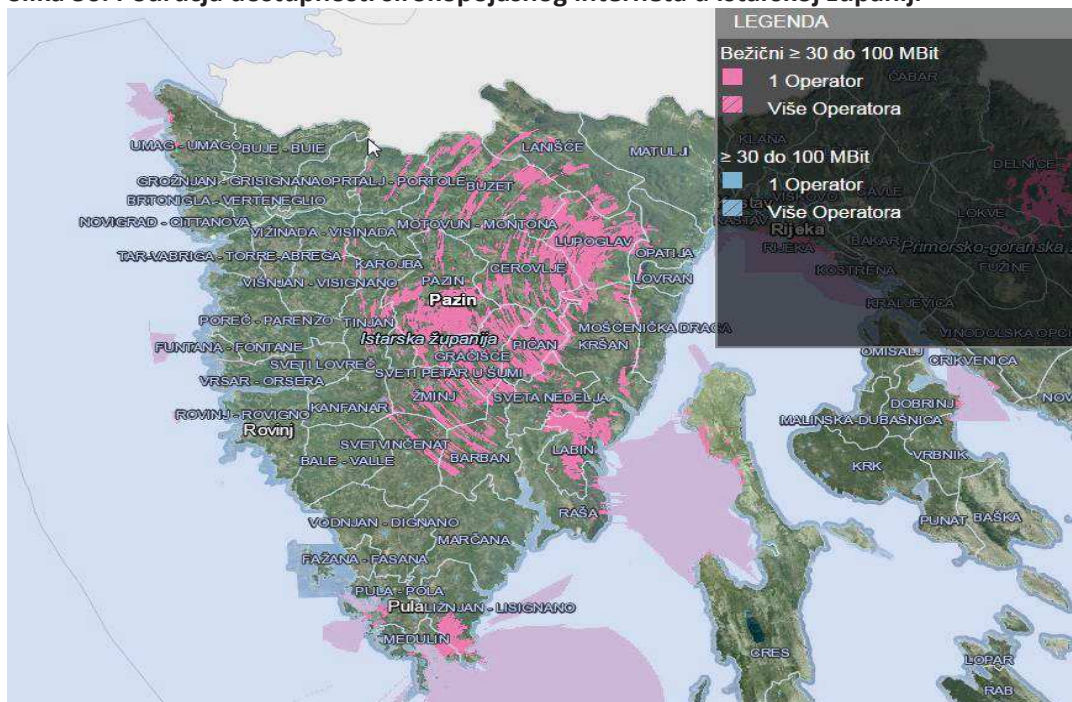 LEGENDA
Bežični ≥ 30 do 100 MBit
1 Operator
Više Operatora
≥ 30 do 100 MBit
1 Operator
Više Operatora
ČABAR
KLANA
MATULJI
LANIŠĆE
DELNICE
UMAG - UMAGO
BUJE - BUIE
GROŽNJAN - GRISIGNANA
OPRTALJ - PORTOLE
BUZET
BRTONIGLA - VERTENEGLIO
LOKVE
NOVIGRAD - CITTANOVA
VIŽINADA - VISINADA
MOTOVUN - MONTONA
Rijeka
LUPOGLAV
RIJEKA
BAKAR
Primorsko-goranska
TAR-VABRIGA - TORRE-ABREGA
KAROJBA
CEROVLJE
OPATIJA
KOSTRENA
FUŽINE
VIŠNJAN - VISIGNANO
PAZIN
LOVRAN
Pazin
KRALJEVICA
POREČ - PARENZO
TINJAN
MOŠĆENIČKA DRAGA
VINODOLSKA OPĆI
Istarska županija
PIĆAN
KRŠAN
FUNTANA - FONTANE
GRAČIŠĆE
OMIŠALJ
CRIKVENICA
SVETI LOVREČ
SVETI PETAR U ŠUMI
VRSAR - ORSERA
ŽMINJ
SVETA NEDELJA
DOBRINJ
NOV
KANFANAR
ROVINJ - ROVIGNO
MALINSKA-DUBAŠNICA
Rovinj
SVETVINČENAT
LABIN
BALE - VALLE
BARBAN
VRBNIK
KRK
RAŠA
PUNAT
BAŠKA
VODNJAN - DIGNANO
MARČANA
FAŽANA - FASANA
PULA - POLA
Pula
LIŽNJAN - LISIGNANO
MEDULIN
CRES
LOPAR
RAB